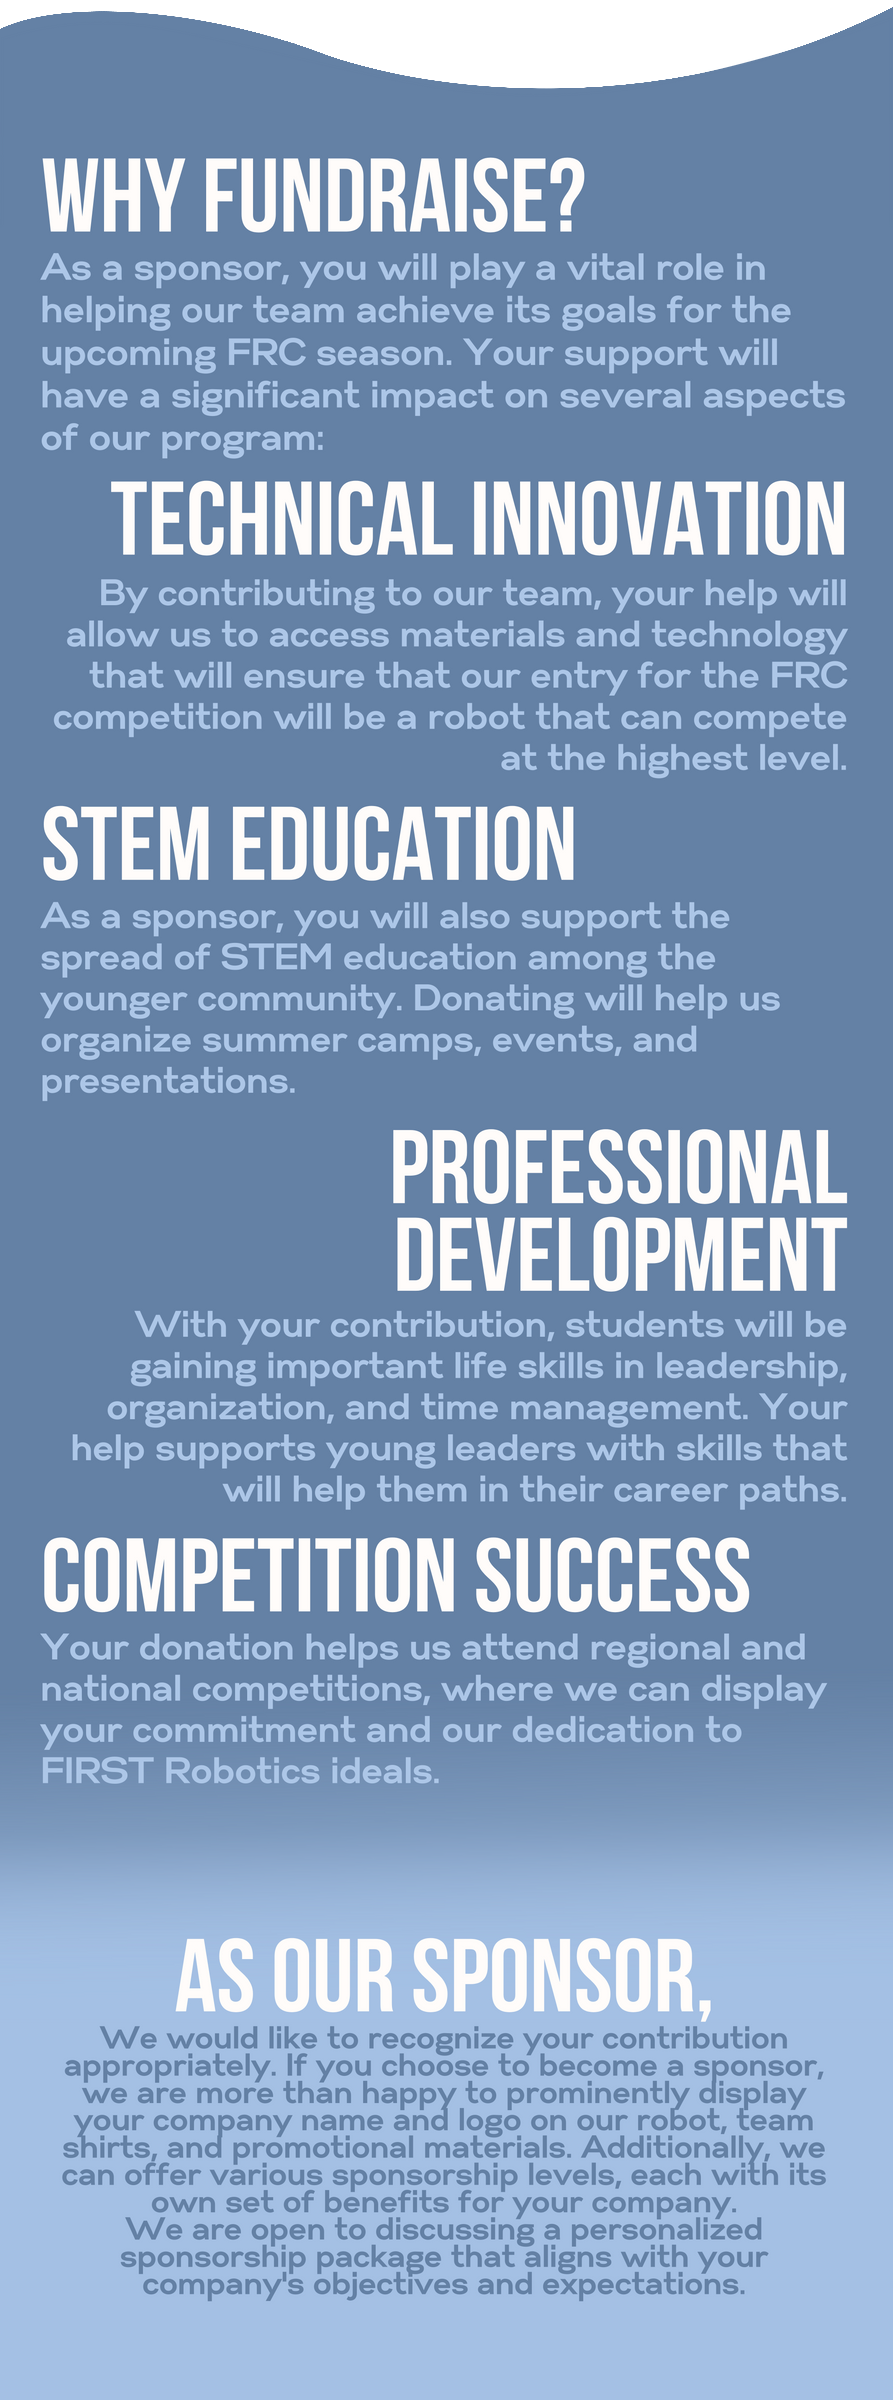 WHY FUNDRAISE?
As a sponsor, you will play a vital role in
helping our team achieve its goals for the
upcoming FRC season. Your support will
have a significant impact on several aspects
of our program:
TECHNICAL INNOVATION
By contributing to our team, your help will
allow us to access materials and technology
that will ensure that our entry for the FRC
competition will be a robot that can compete
at the highest level.
STEM EDUCATION
As a sponsor, you will also support the
spread of STEM education among the
younger community. Donating will help us
organize summer camps, events, and
presentations.
PROFESSIONAL
DEVELOPMENT
With your contribution, students will be
gaining important life skills in leadership,
organization, and time management. Your
help supports young leaders with skills that
will help them in their career paths.
COMPETITION SUCCESS
Your donation helps us attend regional and
national competitions, where we can display
your commitment and our dedication to
FIRST Robotics ideals.
AS OUR SPONSOR,
We would like to recognize your contribution
appropriately. If you choose to become a sponsor,
we are more than happy to prominently display
your company name and logo on our robot, team
shirts, and promotional materials. Additionally, we
can offer various sponsorship levels, each with its
own set of benefits for your company.
We are open to discussing a personalized
sponsorship package that aligns with your
company's objectives and expectations.